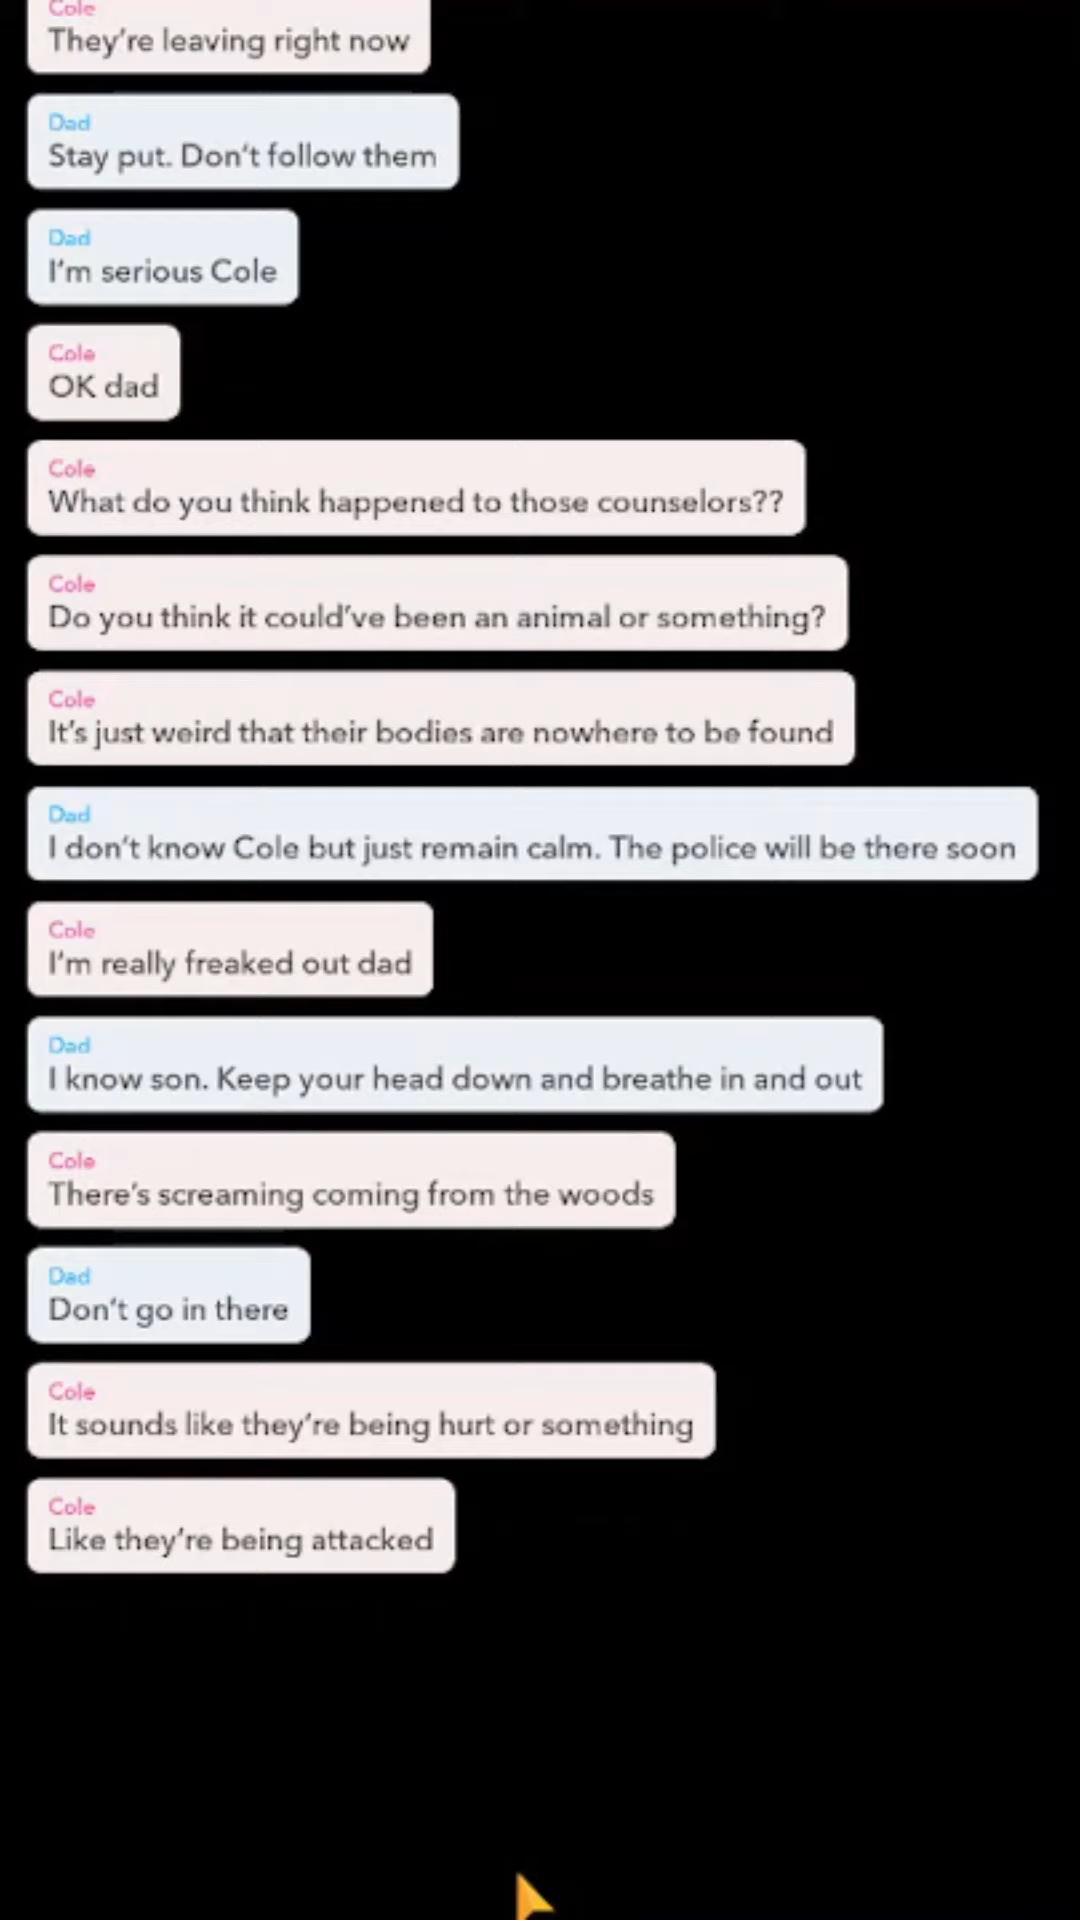 Cole
They're leaving right now
Dad
Stay put. Don't follow them
Dad
I'm serious Cole
Cole
OK dad
Cole
What do you think happened to those counselors??
Cole
Do you think it could've been an animal or something?
Cole
It's just weird that their bodies are nowhere to be found
Dad
I don't know Cole but just remain calm. The police will be there soon
Cole
I'm really freaked out dad
Dad
I know son. Keep your head down and breathe in and out
Cole
There's screaming coming from the woods
Dad
Don't go in there
Cole
It sounds like they're being hurt or something
Cole
Like they're being attacked